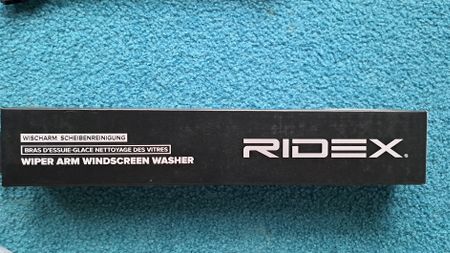 WISCHARM SCHEIBENREINIGUNG
BRAS D'ESSUIE-GLACE NETTOYAGE DES VITRES
WIPER ARM WINDSCREEN WASHER
RIDEX.